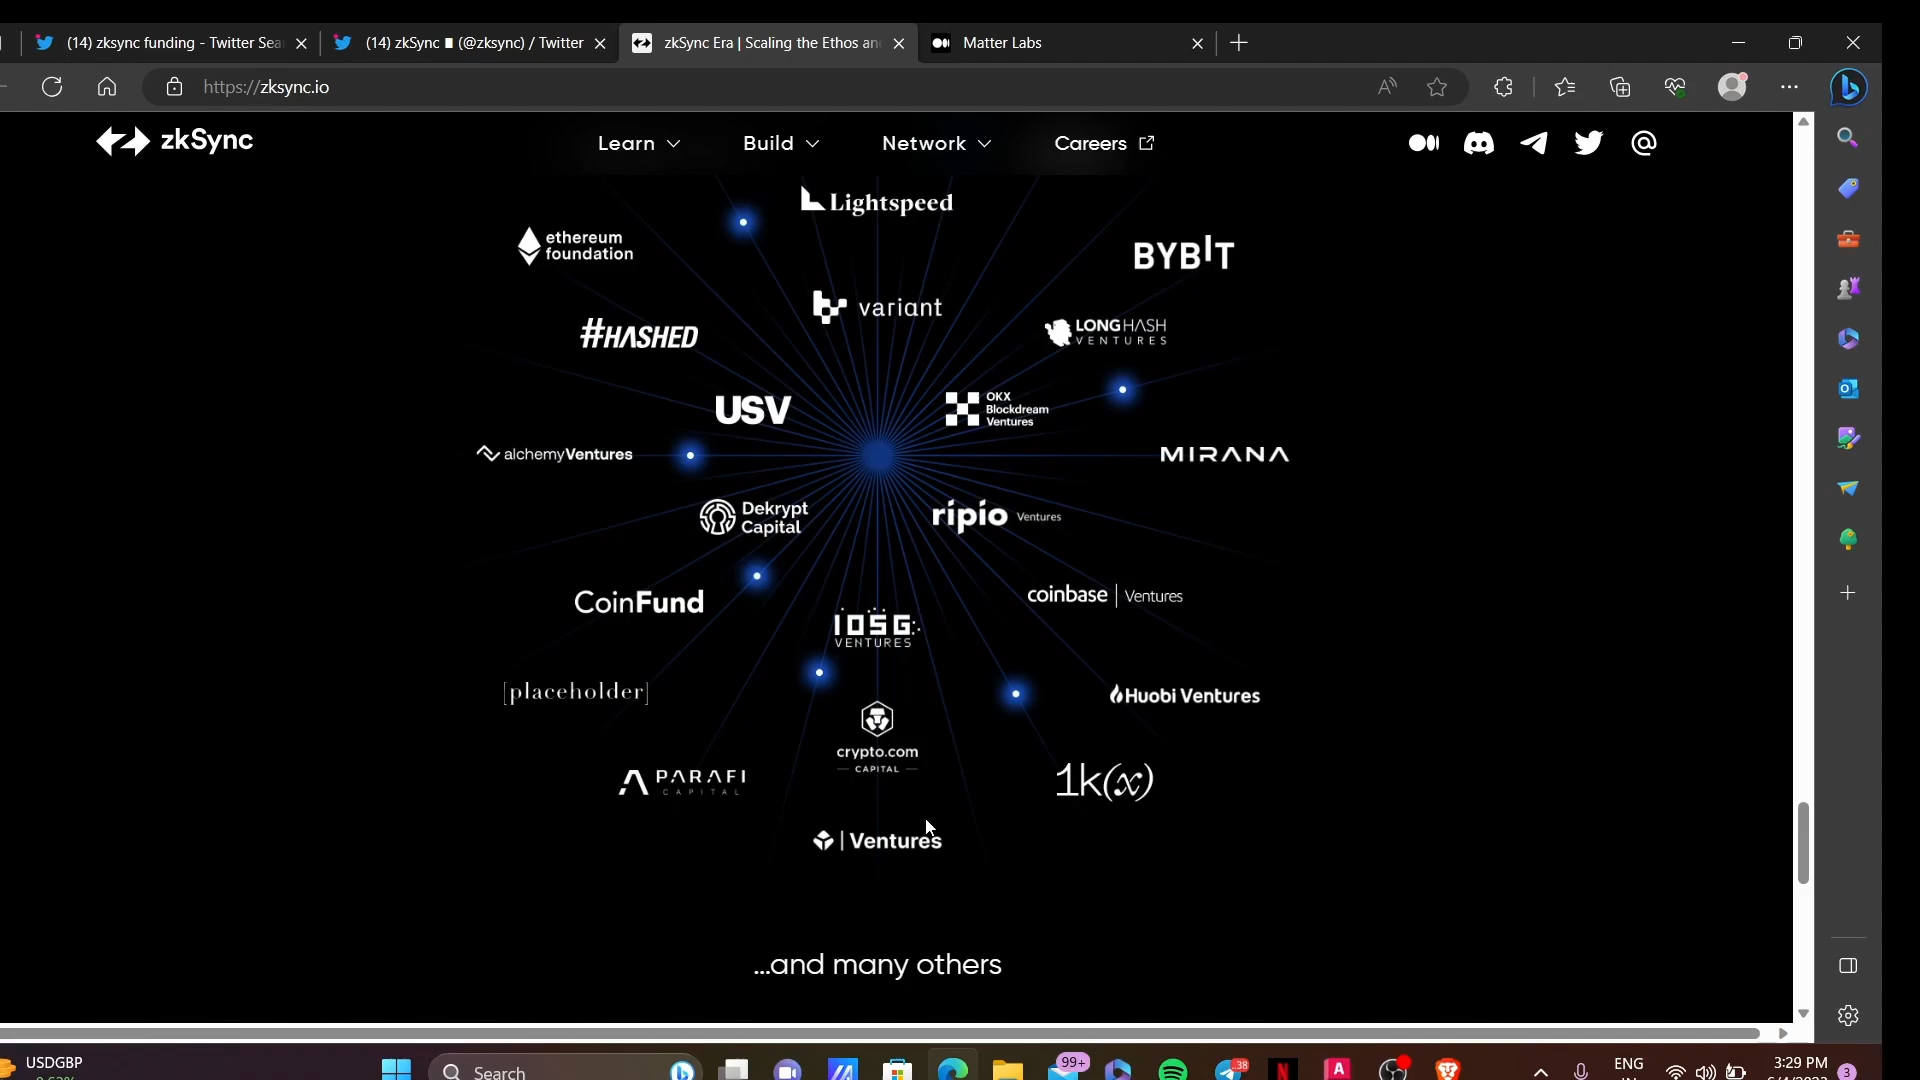 (14) zksync funding - Twitter Sea
(14) zkSync (@zksync) / Twitter
zkSync Era | Scaling the Ethos an
Matter Labs
https://zksync.io
zkSync
Learn
Build
Network
Careers
Lightspeed
ethereum
foundation
BYBIT
variant
#HASHED
LONGHASH
VENTURES
USV
OKX
Blockdream
Ventures
alchemyVentures
MIRANA
Dekrypt
Capital
ripio Ventures
CoinFund
coinbase | Ventures
IOSG
VENTURES
[placeholder]
Huobi Ventures
crypto.com
CAPITAL
PARAFI
CAPITAL
1k(x)
| Ventures
...and many others
USDGBP
Search
99+
38
ENG
3:29 PM
3